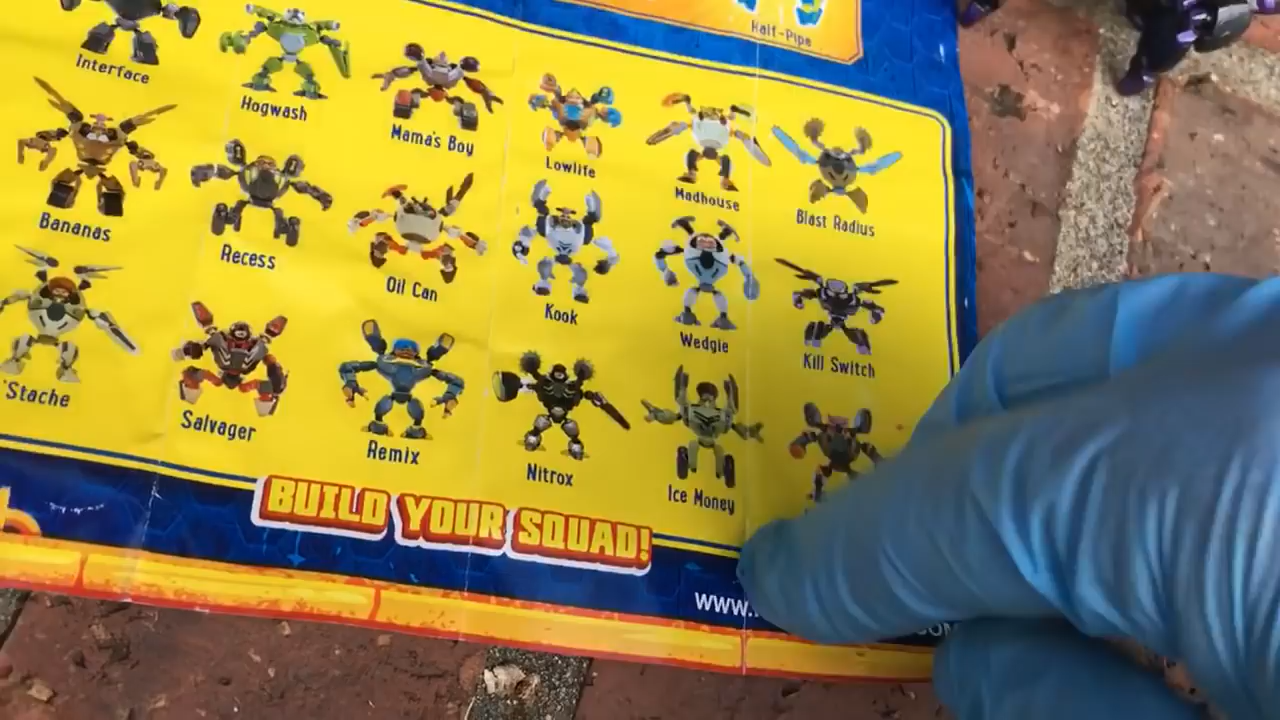 Half-Pipe
Interface
Hogwash
Mama's Boy
Lowlife
Madhouse
Blast Radius
Bananas
Recess
Oil Can
Kook
Wedgie
Kill Switch
'Stache
Salvager
Remix
Nitrox
Ice Money
BUILD YOUR SQUAD!
www.